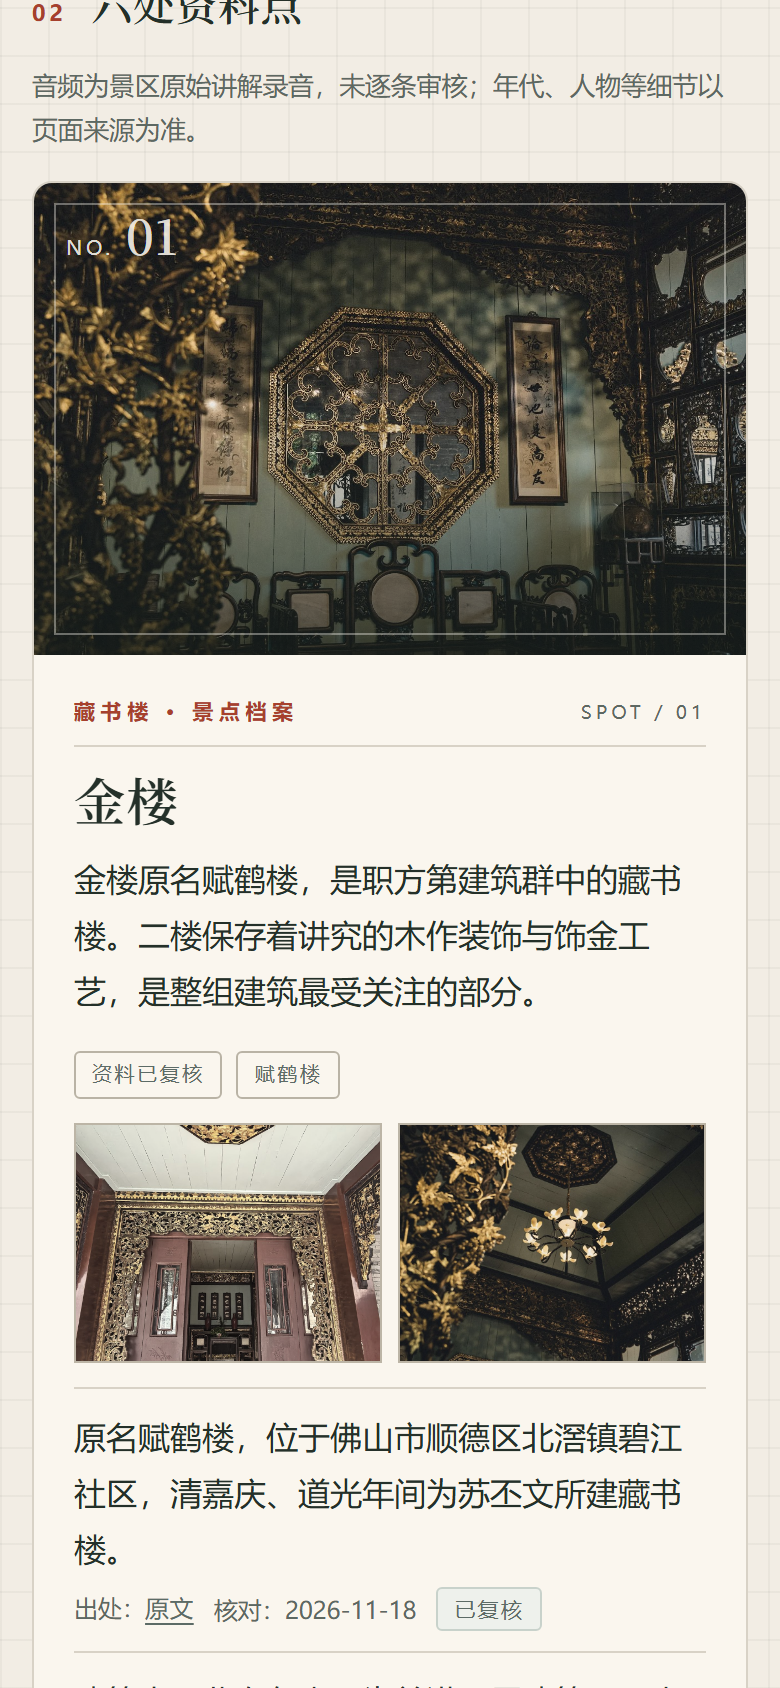 02 六处资料点
音频为景区原始讲解录音，未逐条审核；年代、人物等细节以
页面来源为准。
NO. 01
藏书楼 · 景点档案
SPOT / 01
金楼
金楼原名赋鹤楼，是职方第建筑群中的藏书
楼。二楼保存着讲究的木作装饰与饰金工
艺，是整组建筑最受关注的部分。
资料已复核
赋鹤楼
原名赋鹤楼，位于佛山市顺德区北滘镇碧江
社区，清嘉庆、道光年间为苏丕文所建藏书
楼。
出处：原文 核对：2026-11-18 已复核